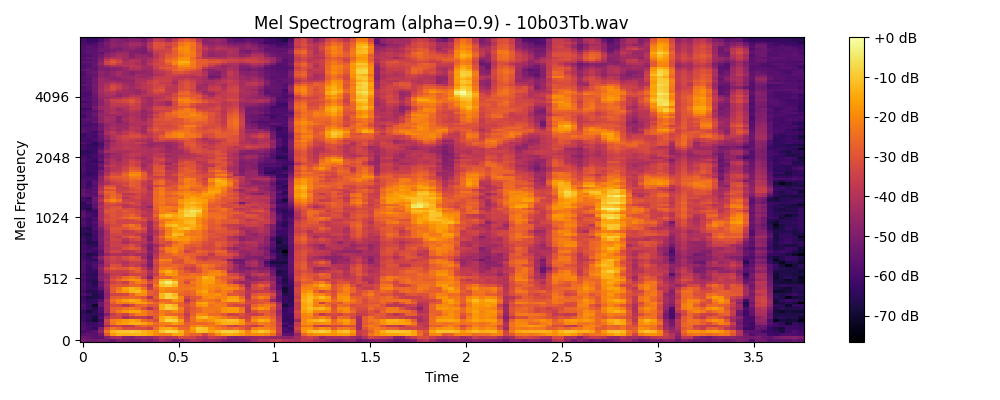 Mel Spectrogram (alpha=0.9) - 10b03Tb.wav
Mel Frequency
4096
2048
1024
512
0
0
0.5
1
1.5
2
2.5
3
3.5
Time
+0 dB
-10 dB
-20 dB
-30 dB
-40 dB
-50 dB
-60 dB
-70 dB